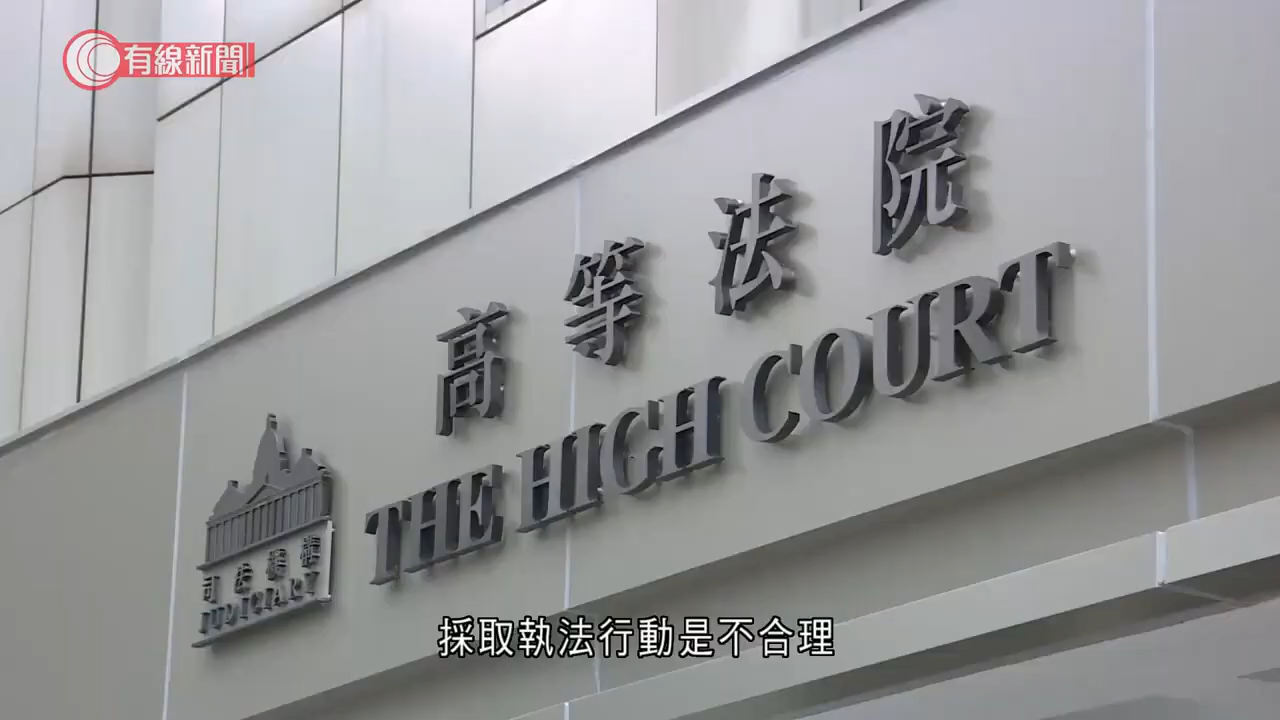 有線新聞
高等法院
THE HIGH COURT
司法機構
JUDICIARY
採取執法行動是不合理